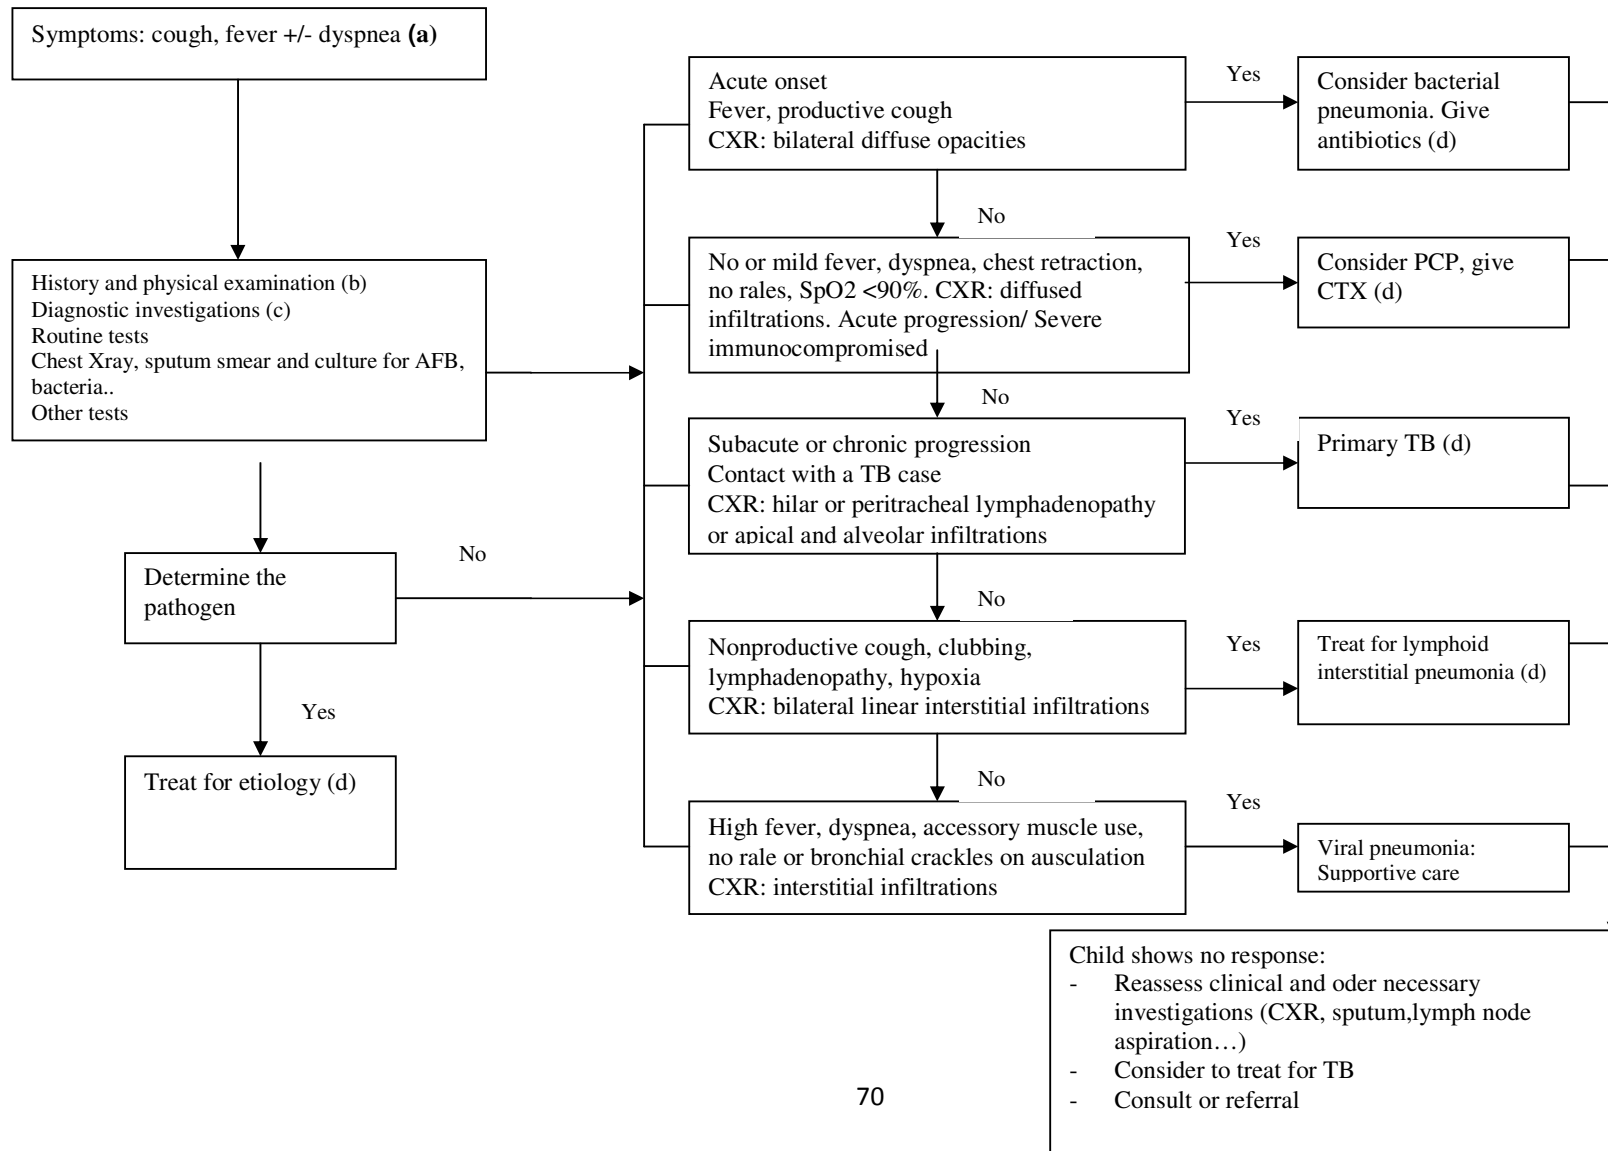 Symptoms: cough, fever +/- dyspnea (a)
History and physical examination (b)
Diagnostic investigations (c)
Routine tests
Chest Xray, sputum smear and culture for AFB,
bacteria..
Other tests
Determine the
pathogen
No
Yes
Treat for etiology (d)
Acute onset
Fever, productive cough
CXR: bilateral diffuse opacities
Yes
Consider bacterial
pneumonia. Give
antibiotics (d)
No
No or mild fever, dyspnea, chest retraction,
no rales, SpO2 <90%. CXR: diffused
infiltrations. Acute progression/ Severe
immunocompromised
Yes
Consider PCP, give
CTX (d)
No
Subacute or chronic progression
Contact with a TB case
CXR: hilar or peritracheal lymphadenopathy
or apical and alveolar infiltrations
Yes
Primary TB (d)
No
Nonproductive cough, clubbing,
lymphadenopathy, hypoxia
CXR: bilateral linear interstitial infiltrations
Yes
Treat for lymphoid
interstitial pneumonia (d)
No
High fever, dyspnea, accessory muscle use,
no rale or bronchial crackles on ausculation
CXR: interstitial infiltrations
Yes
Viral pneumonia:
Supportive care
Child shows no response:
- Reassess clinical and oder necessary
investigations (CXR, sputum,lymph node
aspiration…)
- Consider to treat for TB
- Consult or referral
70